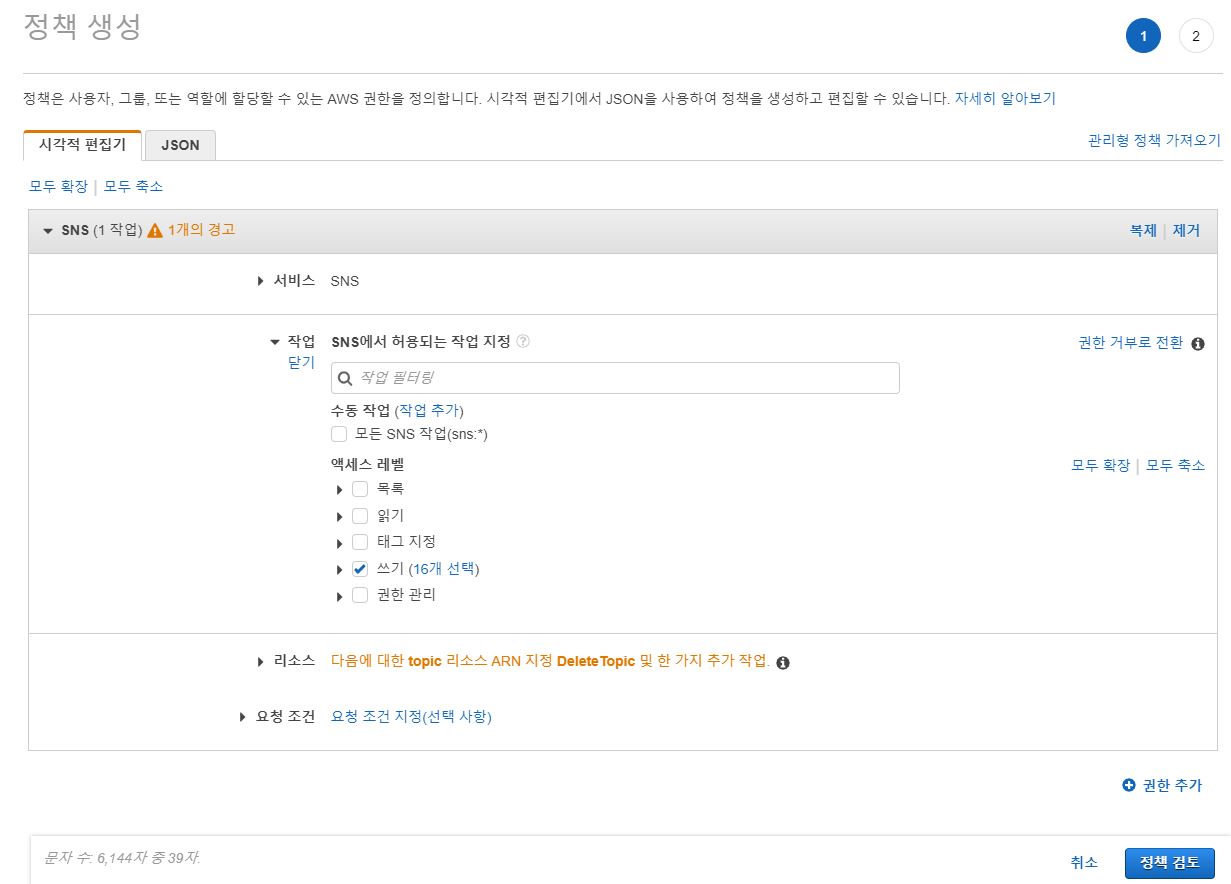 정책 생성
1 2
정책은 사용자, 그룹, 또는 역할에 할당할 수 있는 AWS 권한을 정의합니다. 시각적 편집기에서 JSON을 사용하여 정책을 생성하고 편집할 수 있습니다. 자세히 알아보기
시각적 편집기 JSON 관리형 정책 가져오기
모두 확장 | 모두 축소
SNS (1 작업) 1개의 경고 복제 | 제거
서비스 SNS
작업 SNS에서 허용되는 작업 지정 권한 거부로 전환
닫기
작업 필터링
수동 작업 (작업 추가)
모든 SNS 작업(sns:*)
액세스 레벨 모두 확장 | 모두 축소
목록
읽기
태그 지정
쓰기 (16개 선택)
권한 관리
리소스 다음에 대한 topic 리소스 ARN 지정 DeleteTopic 및 한 가지 추가 작업.
요청 조건 요청 조건 지정(선택 사항)
권한 추가
문자 수: 6,144자 중 39자. 취소 정책 검토